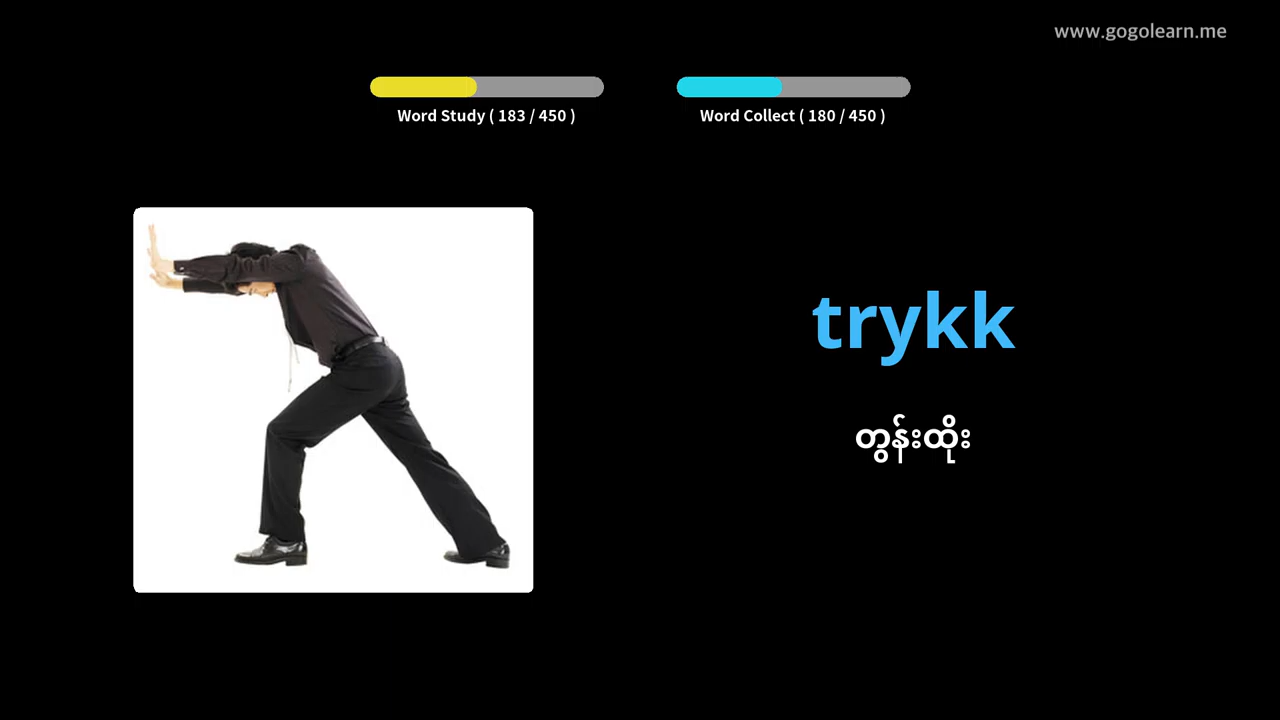 www.gogolearn.me
Word Study ( 183 / 450 )
Word Collect ( 180 / 450 )
trykk
တွန်းထိုး